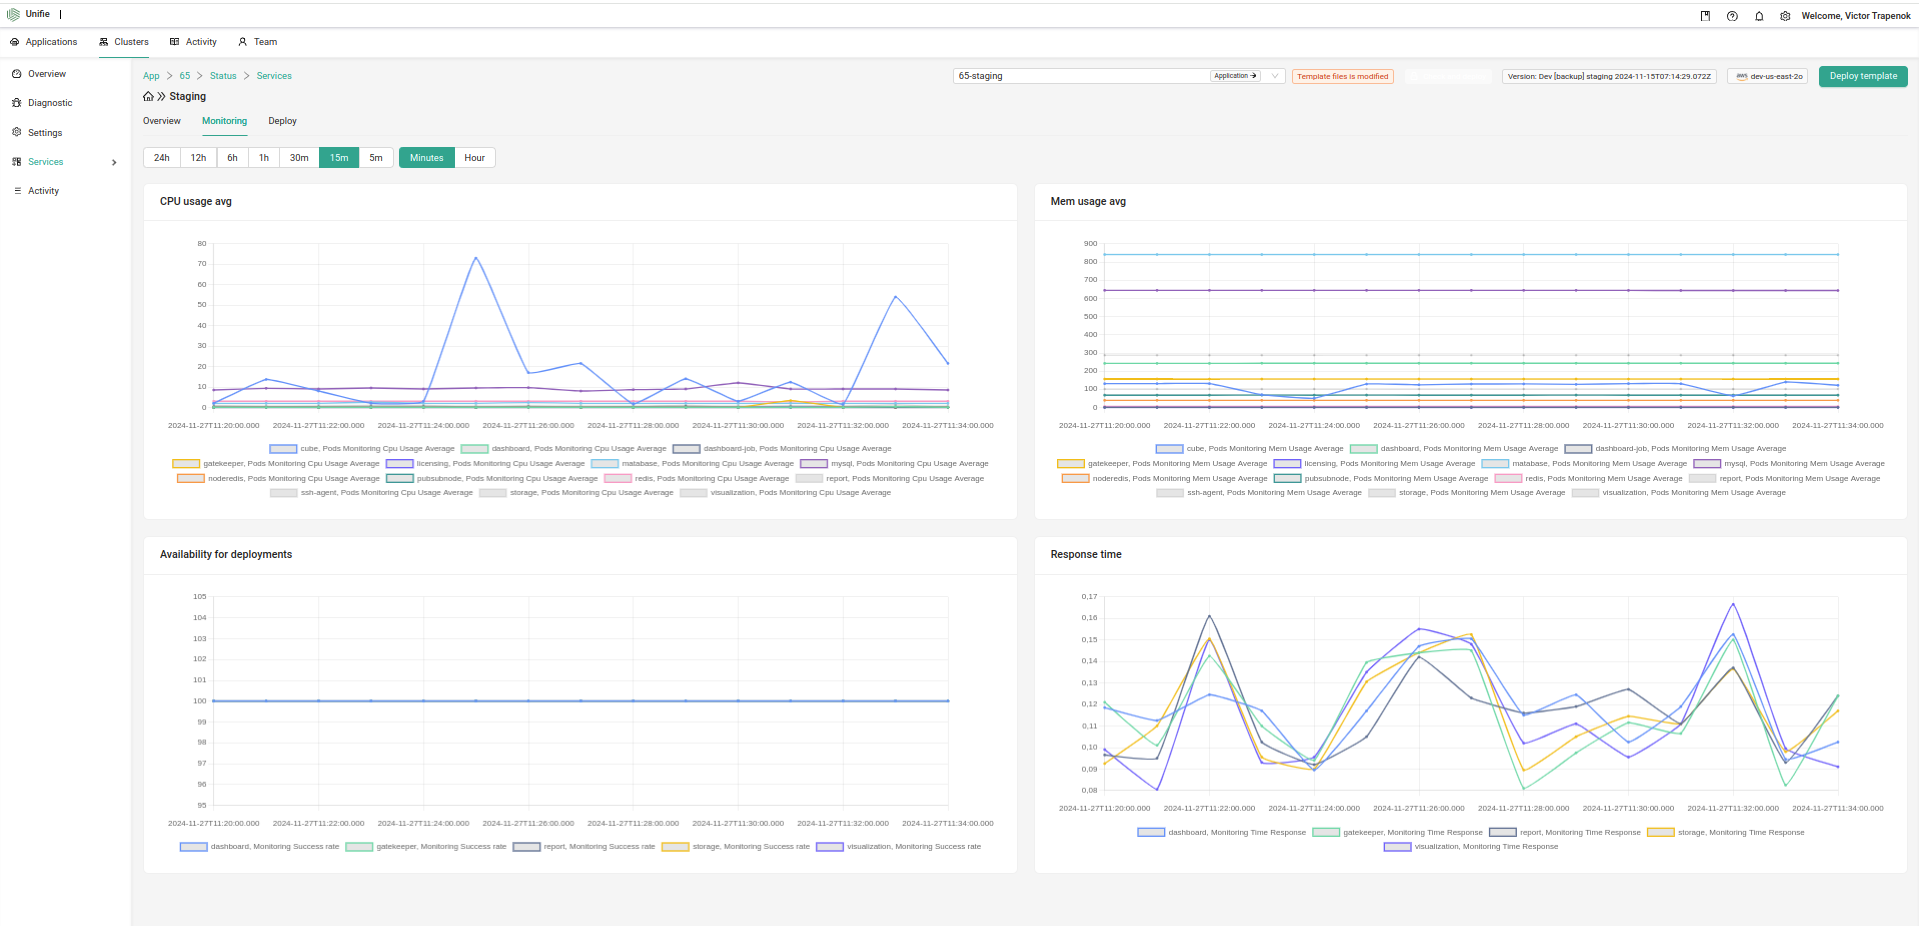 Unifie
Welcome, Victor Trapenok
Applications Clusters Activity Team
Overview
Diagnostic
Settings
Services
Activity
App > 65 > Status > Services
65-staging Application → Template files is modified Version: Dev [backup] staging 2024-11-15T07:14:29.072Z aws dev-us-east-2o Deploy template
Staging
Overview Monitoring Deploy
24h 12h 6h 1h 30m 15m 5m Minutes Hour
CPU usage avg
80
70
60
50
40
30
20
10
0
2024-11-27T11:20:00.000 2024-11-27T11:22:00.000 2024-11-27T11:24:00.000 2024-11-27T11:26:00.000 2024-11-27T11:28:00.000 2024-11-27T11:30:00.000 2024-11-27T11:32:00.000 2024-11-27T11:34:00.000
cube, Pods Monitoring Cpu Usage Average dashboard, Pods Monitoring Cpu Usage Average dashboard-job, Pods Monitoring Cpu Usage Average
gatekeeper, Pods Monitoring Cpu Usage Average licensing, Pods Monitoring Cpu Usage Average matabase, Pods Monitoring Cpu Usage Average mysql, Pods Monitoring Cpu Usage Average
noderedis, Pods Monitoring Cpu Usage Average pubsubnode, Pods Monitoring Cpu Usage Average redis, Pods Monitoring Cpu Usage Average report, Pods Monitoring Cpu Usage Average
ssh-agent, Pods Monitoring Cpu Usage Average storage, Pods Monitoring Cpu Usage Average visualization, Pods Monitoring Cpu Usage Average
Mem usage avg
900
800
700
600
500
400
300
200
100
0
2024-11-27T11:20:00.000 2024-11-27T11:22:00.000 2024-11-27T11:24:00.000 2024-11-27T11:26:00.000 2024-11-27T11:28:00.000 2024-11-27T11:30:00.000 2024-11-27T11:32:00.000 2024-11-27T11:34:00.000
cube, Pods Monitoring Mem Usage Average dashboard, Pods Monitoring Mem Usage Average dashboard-job, Pods Monitoring Mem Usage Average
gatekeeper, Pods Monitoring Mem Usage Average licensing, Pods Monitoring Mem Usage Average matabase, Pods Monitoring Mem Usage Average mysql, Pods Monitoring Mem Usage Average
noderedis, Pods Monitoring Mem Usage Average pubsubnode, Pods Monitoring Mem Usage Average redis, Pods Monitoring Mem Usage Average report, Pods Monitoring Mem Usage Average
ssh-agent, Pods Monitoring Mem Usage Average storage, Pods Monitoring Mem Usage Average visualization, Pods Monitoring Mem Usage Average
Availability for deployments
105
104
103
102
101
100
99
98
97
96
95
2024-11-27T11:20:00.000 2024-11-27T11:22:00.000 2024-11-27T11:24:00.000 2024-11-27T11:26:00.000 2024-11-27T11:28:00.000 2024-11-27T11:30:00.000 2024-11-27T11:32:00.000 2024-11-27T11:34:00.000
dashboard, Monitoring Success rate gatekeeper, Monitoring Success rate report, Monitoring Success rate storage, Monitoring Success rate visualization, Monitoring Success rate
Response time
0,17
0,16
0,15
0,14
0,13
0,12
0,11
0,10
0,09
0,08
2024-11-27T11:20:00.000 2024-11-27T11:22:00.000 2024-11-27T11:24:00.000 2024-11-27T11:26:00.000 2024-11-27T11:28:00.000 2024-11-27T11:30:00.000 2024-11-27T11:32:00.000 2024-11-27T11:34:00.000
dashboard, Monitoring Time Response gatekeeper, Monitoring Time Response report, Monitoring Time Response storage, Monitoring Time Response
visualization, Monitoring Time Response